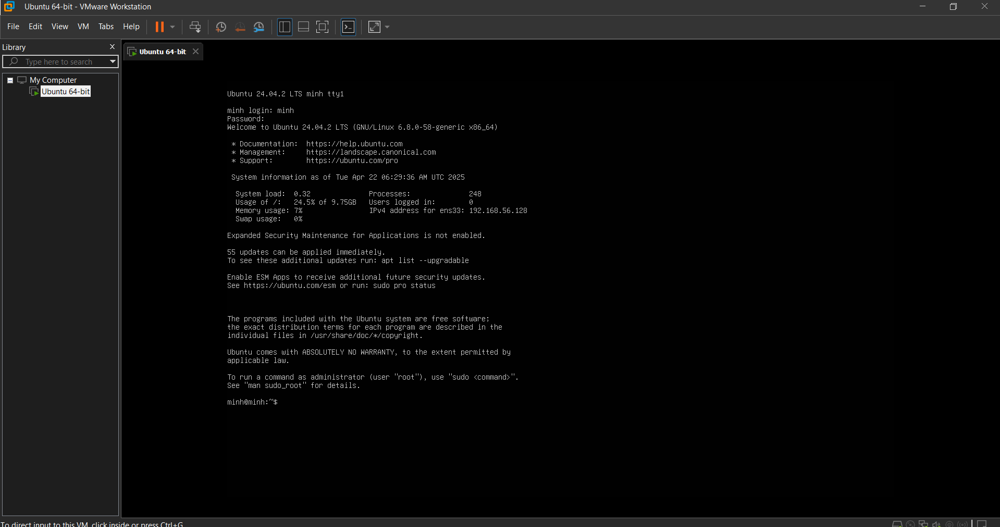 Ubuntu 64-bit - VMware Workstation
File Edit View VM Tabs Help
Library
Type here to search
My Computer
Ubuntu 64-bit
Ubuntu 64-bit
Ubuntu 24.04.2 LTS minh tty1
minh login: minh
Password:
Welcome to Ubuntu 24.04.2 LTS (GNU/Linux 6.8.0-58-generic x86_64)
* Documentation: https://help.ubuntu.com
* Management: https://landscape.canonical.com
* Support: https://ubuntu.com/pro
System information as of Tue Apr 22 06:29:36 AM UTC 2025
System load: 0.32 Processes: 248
Usage of /: 24.5% of 9.75GB Users logged in: 0
Memory usage: 7% IPv4 address for ens33: 192.168.56.128
Swap usage: 0%
Expanded Security Maintenance for Applications is not enabled.
55 updates can be applied immediately.
To see these additional updates run: apt list --upgradable
Enable ESM Apps to receive additional future security updates.
See https://ubuntu.com/esm or run: sudo pro status
The programs included with the Ubuntu system are free software;
the exact distribution terms for each program are described in the
individual files in /usr/share/doc/*/copyright.
Ubuntu comes with ABSOLUTELY NO WARRANTY, to the extent permitted by
applicable law.
To run a command as administrator (user "root"), use "sudo <command>".
See "man sudo_root" for details.
minh@minh:~$
To direct input to this VM, click inside or press Ctrl+G.